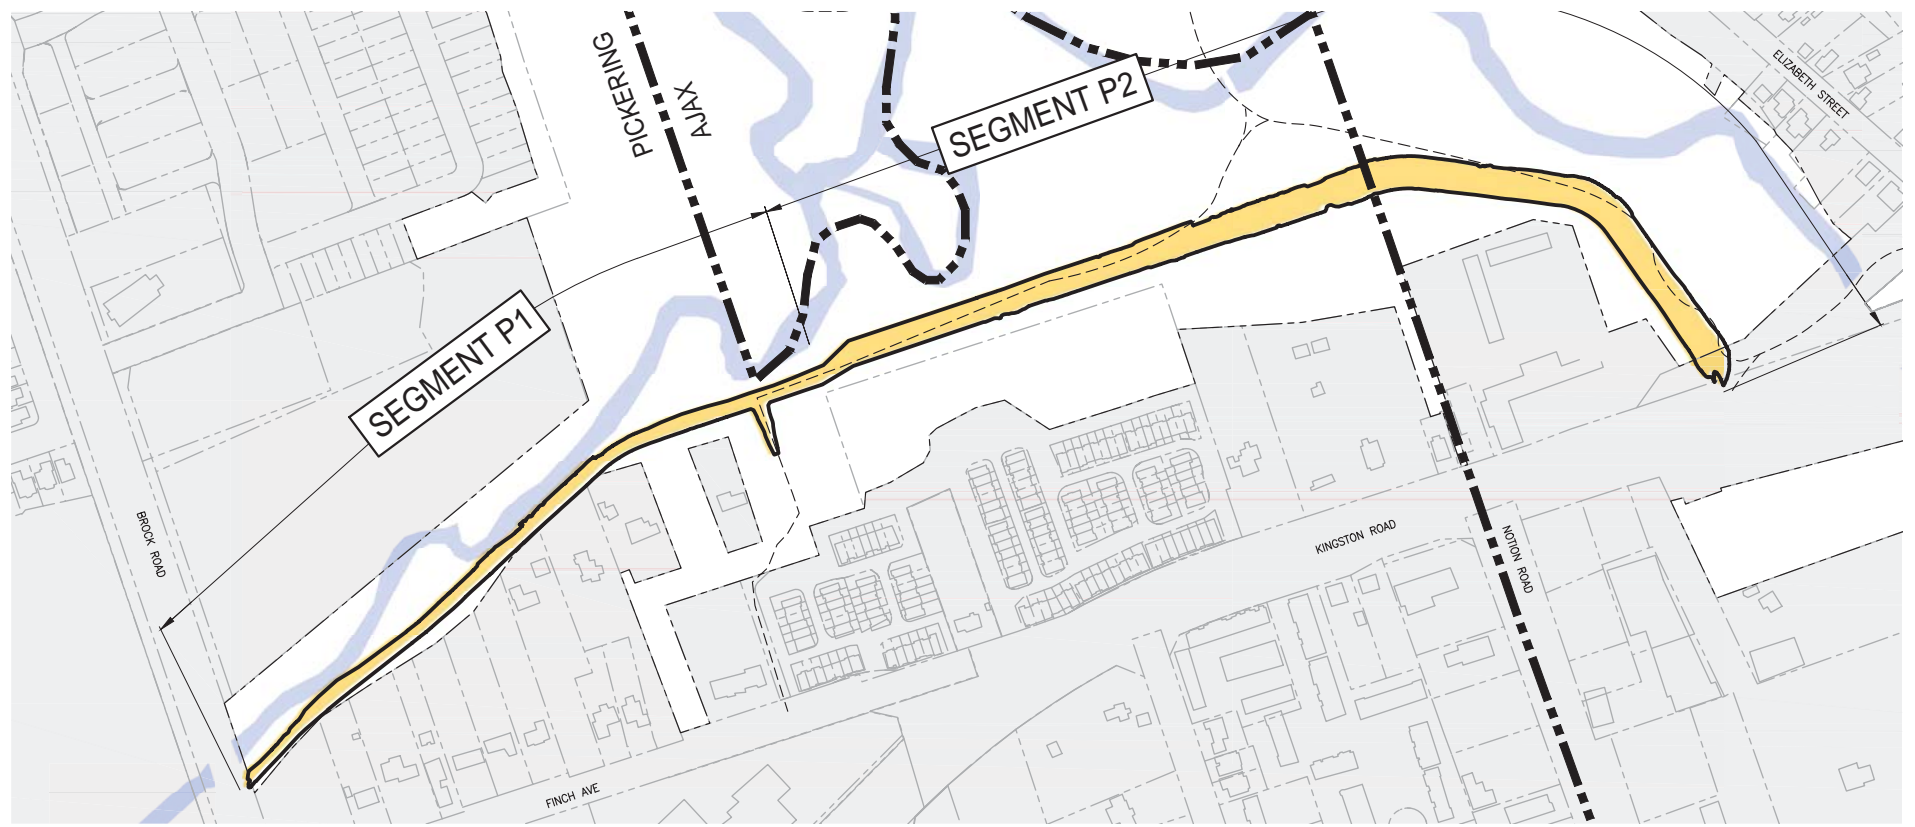 PICKERING
AJAX
SEGMENT P2
ELIZABETH STREET
SEGMENT P1
BROCK ROAD
KINGSTON ROAD
NOTION ROAD
FINCH AVE